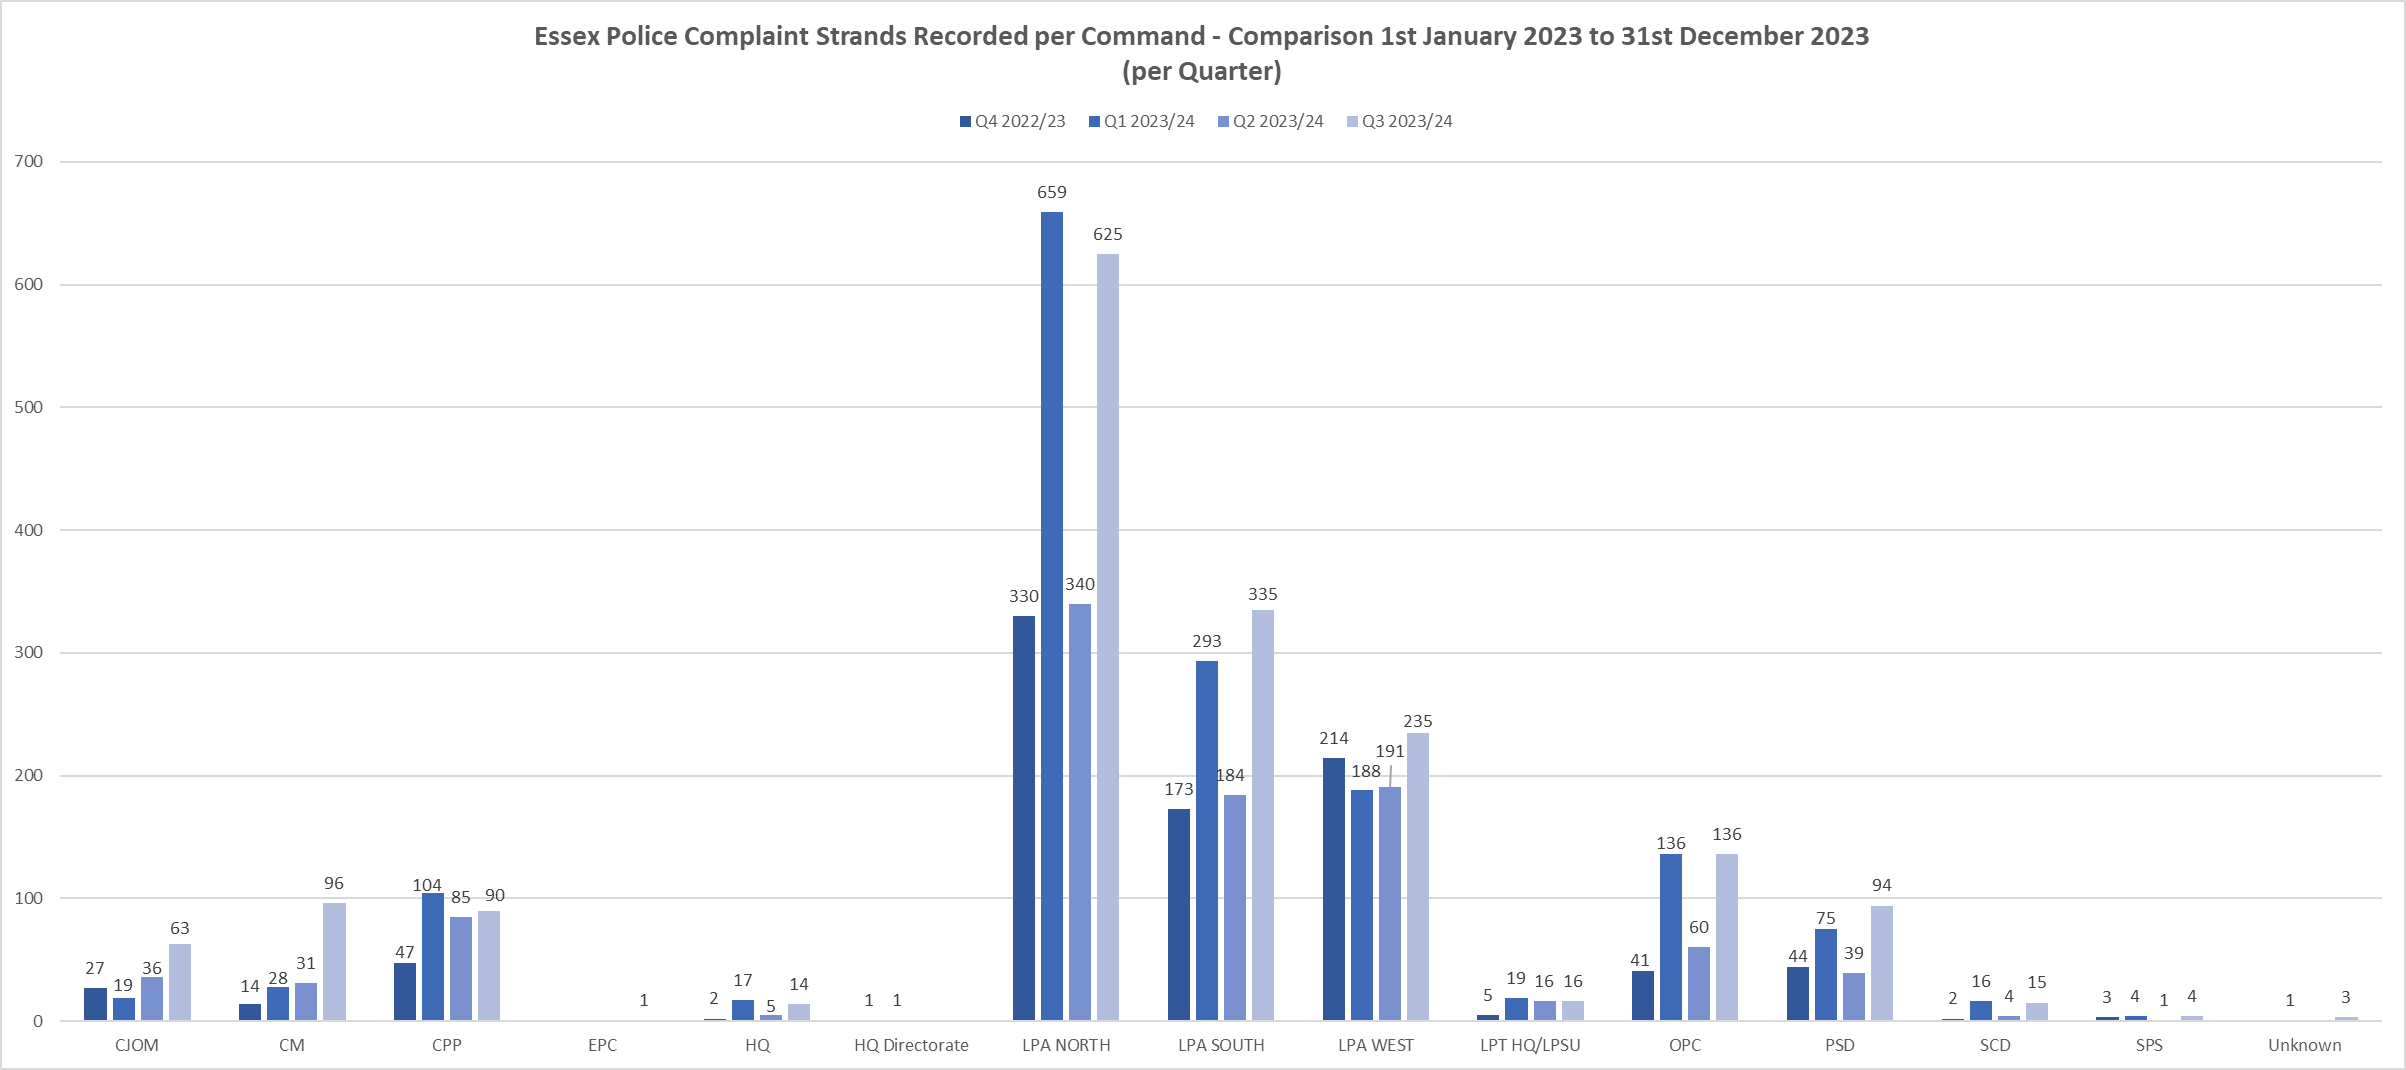 Essex Police Complaint Strands Recorded per Command - Comparison 1st January 2023 to 31st December 2023
(per Quarter)
Q4 2022/23 Q1 2023/24 Q2 2023/24 Q3 2023/24
700
600
500
400
300
200
100
0
27 19 36 63
14 28 31 96
47 104 85 90
1
2 17 5 14
1 1
330 659 340 625
173 293 184 335
214 188 191 235
5 19 16 16
41 136 60 136
44 75 39 94
2 16 4 15
3 4 1 4
1 3
CJOM CM CPP EPC HQ HQ Directorate LPA NORTH LPA SOUTH LPA WEST LPT HQ/LPSU OPC PSD SCD SPS Unknown